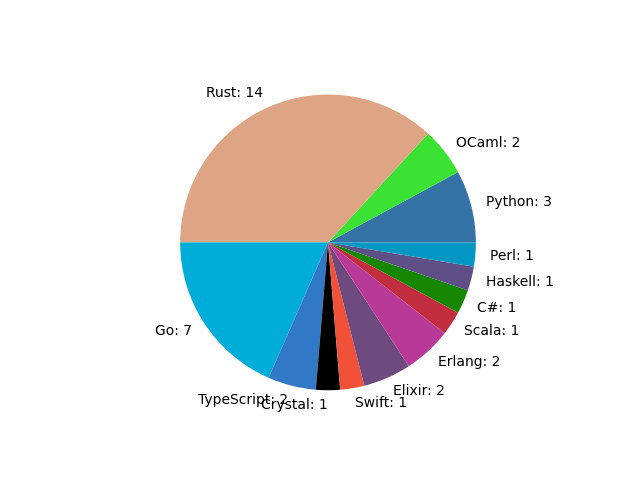 Rust: 14
OCaml: 2
Python: 3
Perl: 1
Haskell: 1
C#: 1
Scala: 1
Go: 7
Erlang: 2
Elixir: 2
TypeScript: 2
Crystal: 1
Swift: 1